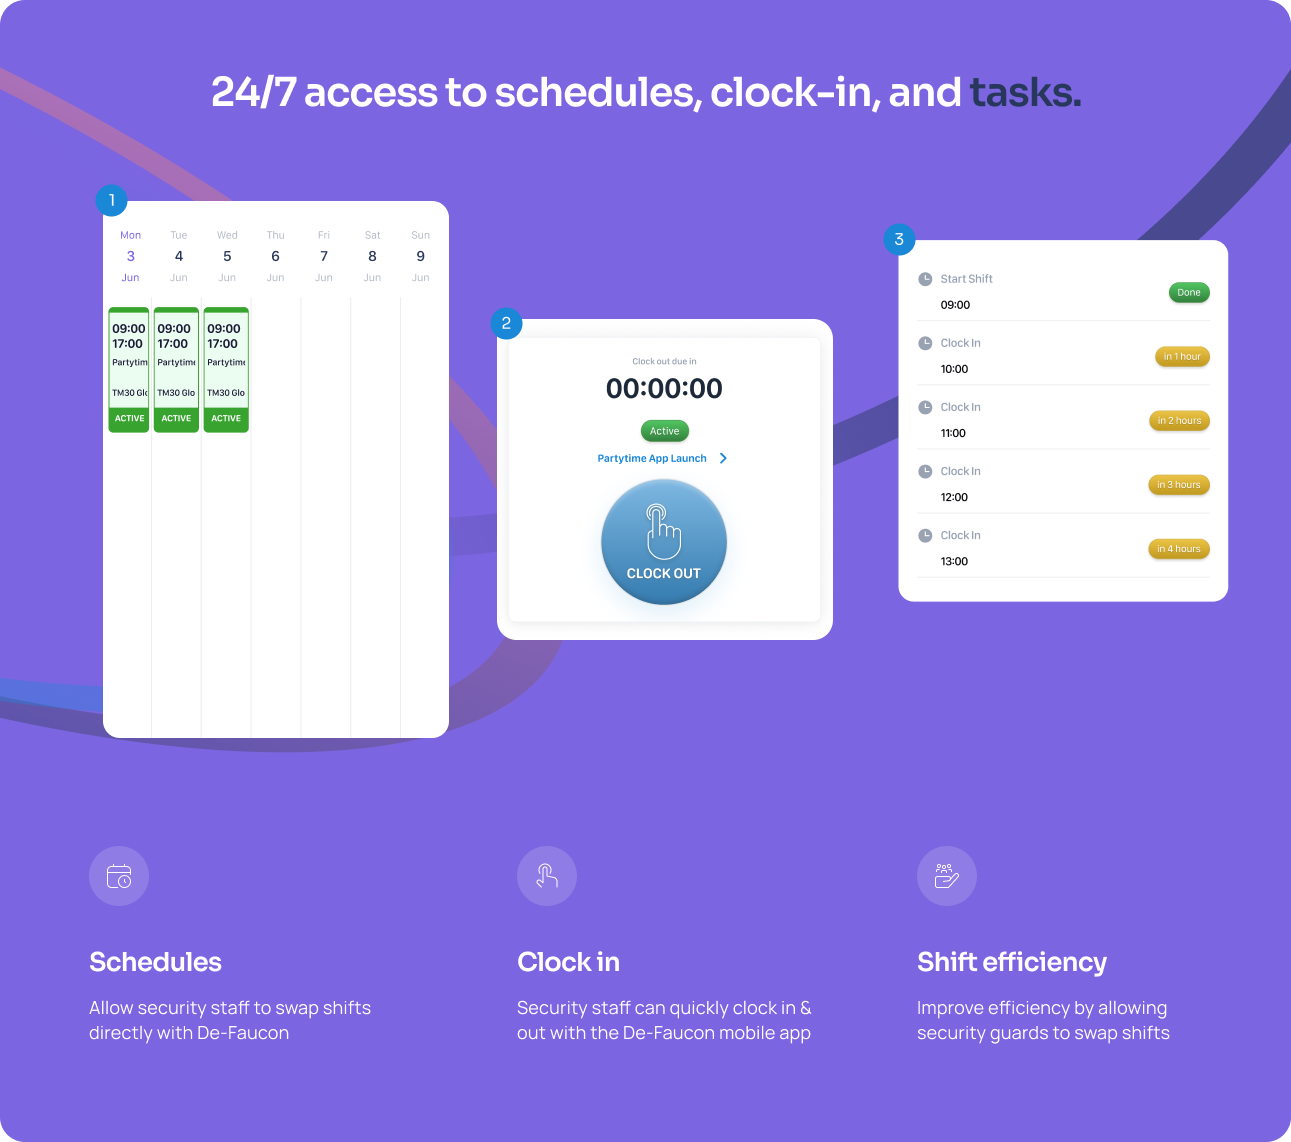 24/7 access to schedules, clock-in, and tasks.
1
Mon Tue Wed Thu Fri Sat Sun
3 4 5 6 7 8 9
Jun Jun Jun Jun Jun Jun Jun
09:00 09:00 09:00
17:00 17:00 17:00
Partytim Partytime Partytime
TM30 Glo TM30 Glo TM30 Glo
ACTIVE ACTIVE ACTIVE
2
Clock out due in
00:00:00
Active
Partytime App Launch
CLOCK OUT
3
Start Shift
09:00
Done
Clock In
10:00
in 1 hour
Clock In
11:00
in 2 hours
Clock In
12:00
in 3 hours
Clock In
13:00
in 4 hours
Schedules
Allow security staff to swap shifts
directly with De-Faucon
Clock in
Security staff can quickly clock in &
out with the De-Faucon mobile app
Shift efficiency
Improve efficiency by allowing
security guards to swap shifts